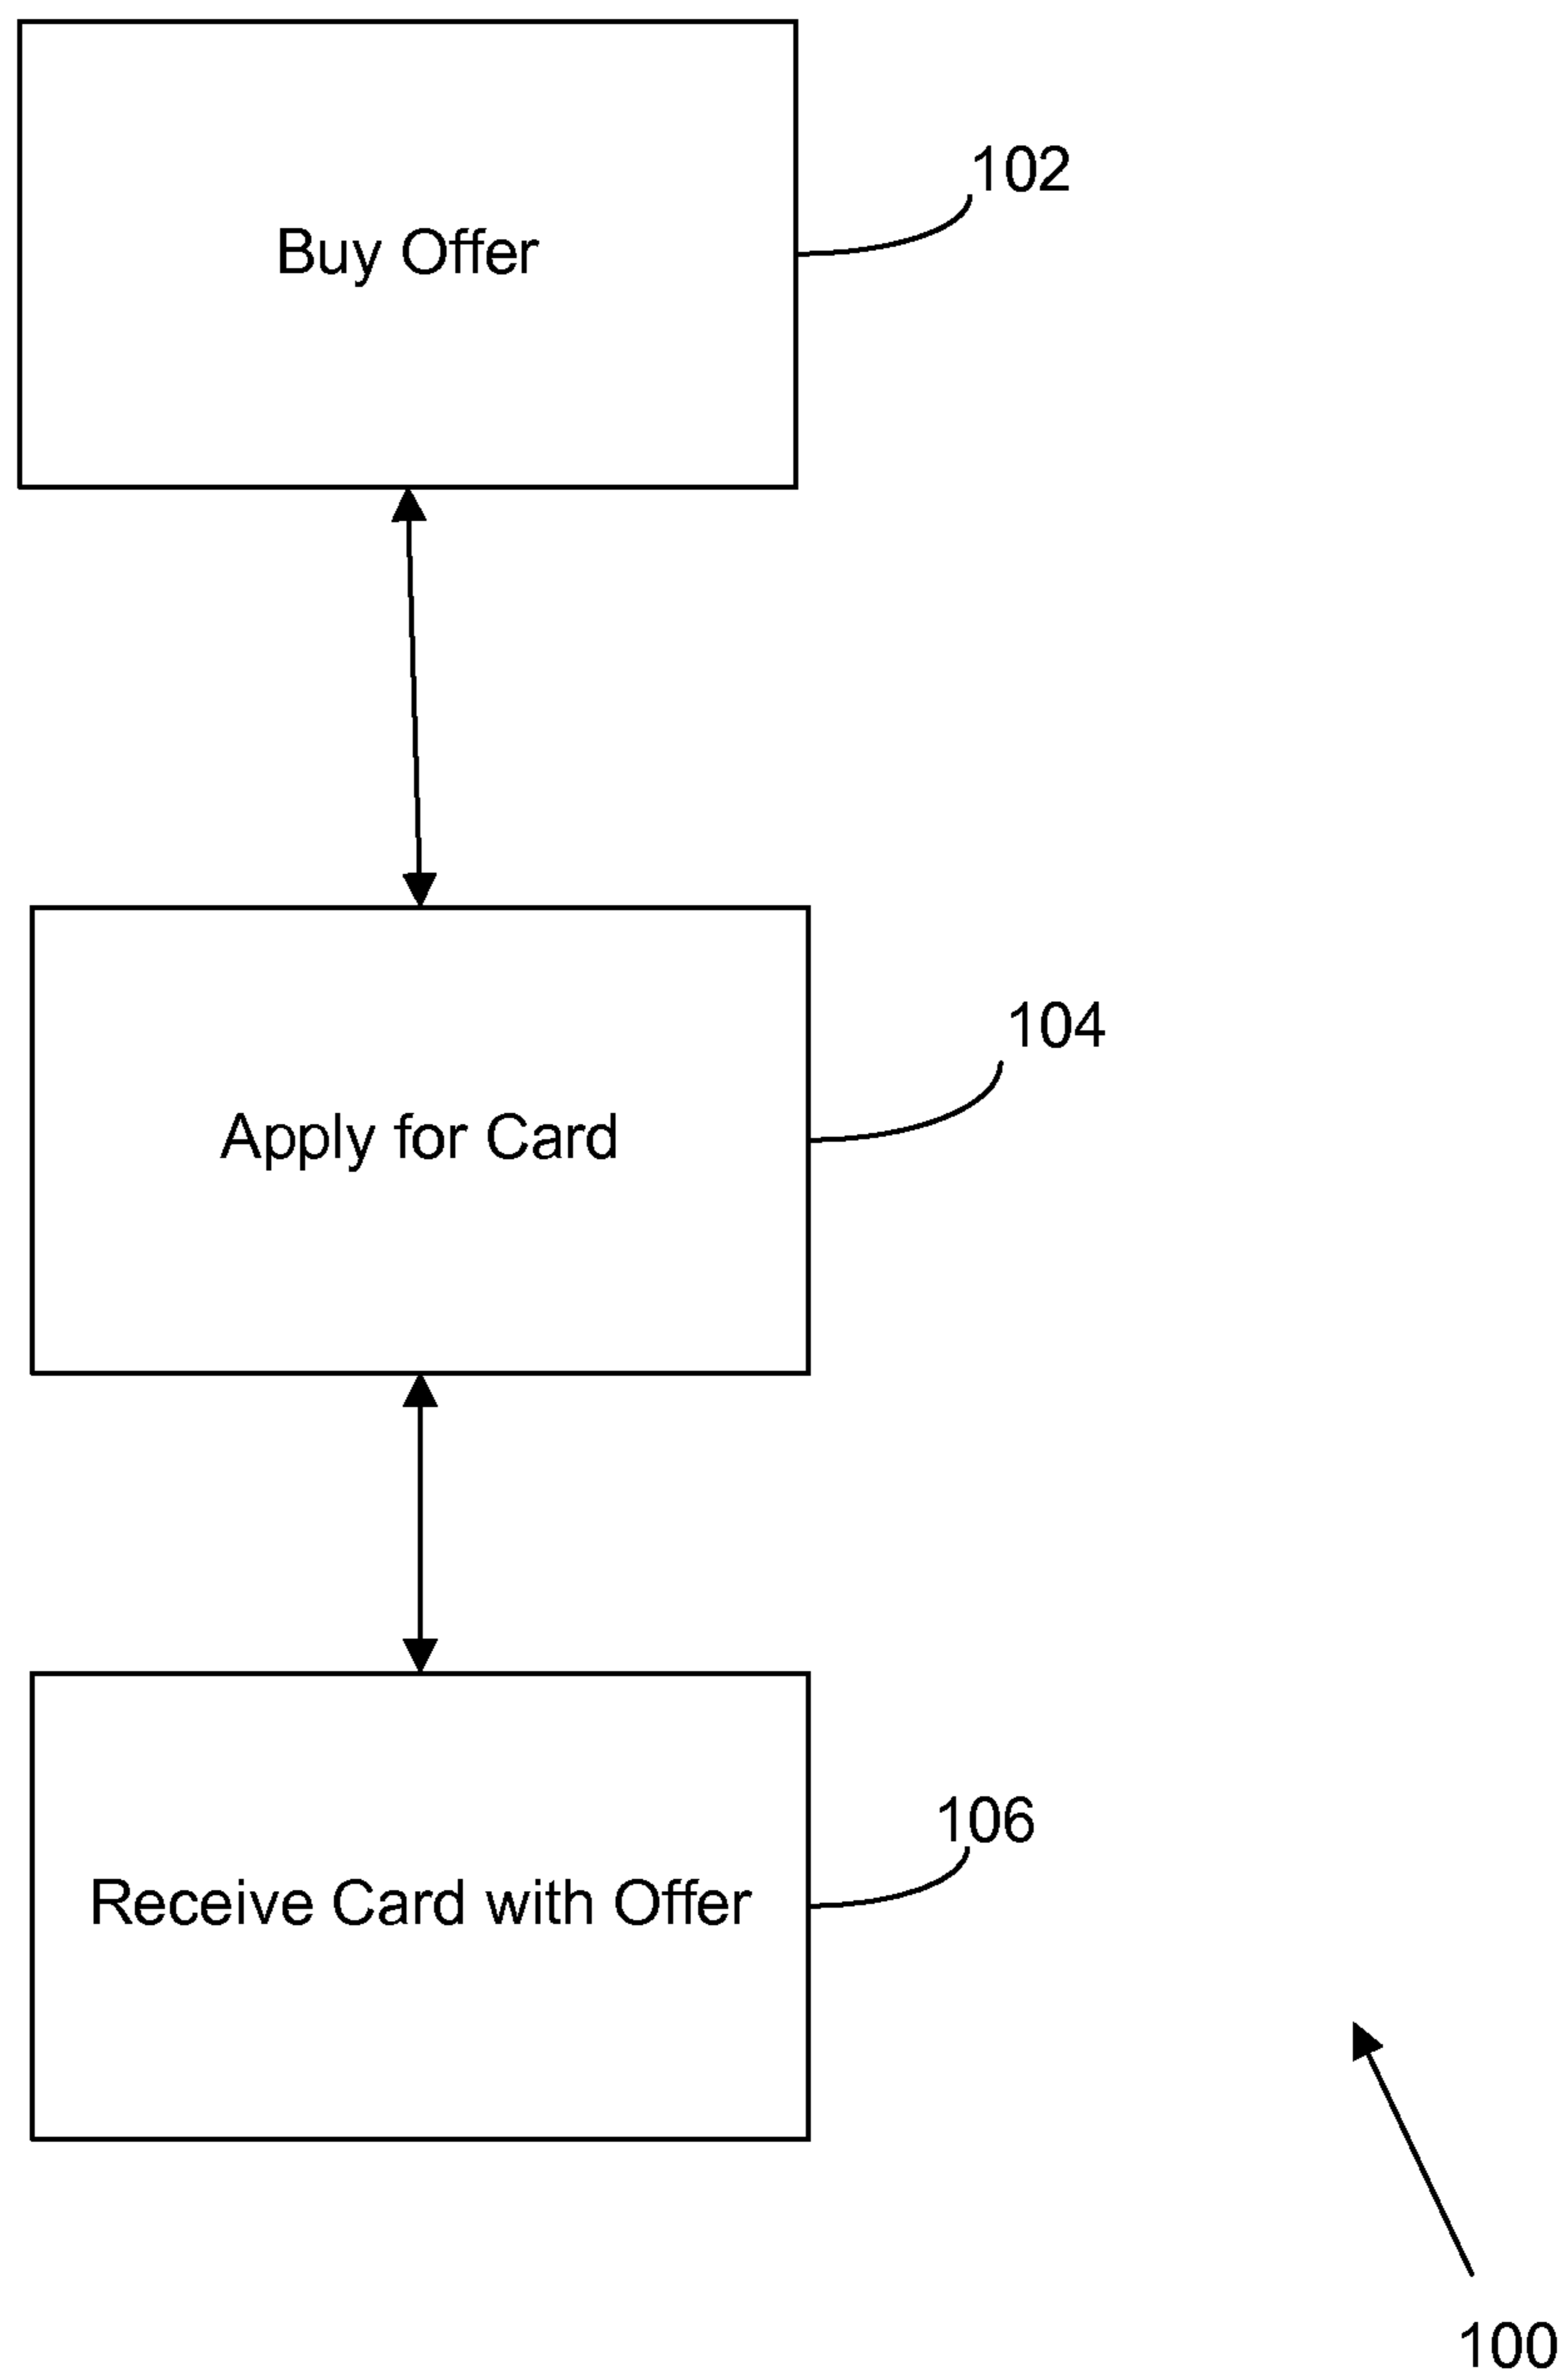 Buy Offer
102
Apply for Card
104
Receive Card with Offer
106
100